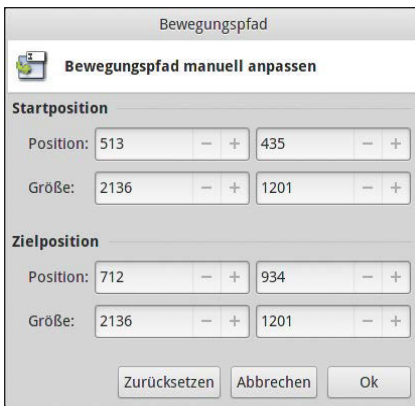 Bewegungspfad
Bewegungspfad manuell anpassen
Startposition
Position: 513 − + 435 − +
Größe: 2136 − + 1201 − +
Zielposition
Position: 712 − + 934 − +
Größe: 2136 − + 1201 − +
Zurücksetzen Abbrechen Ok